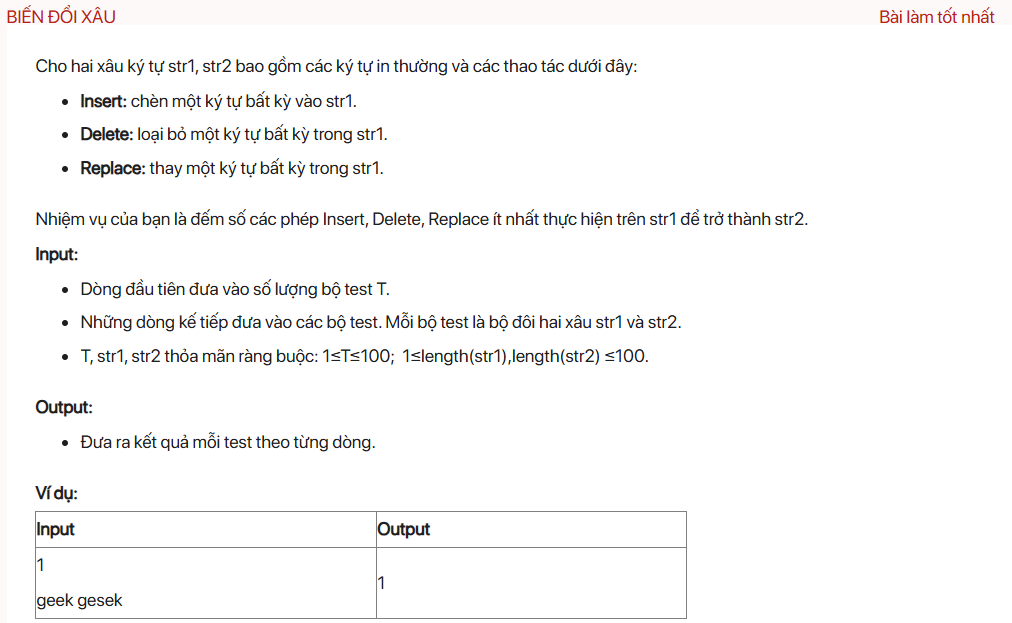 BIẾN ĐỔI XÂU
Bài làm tốt nhất
Cho hai xâu ký tự str1, str2 bao gồm các ký tự in thường và các thao tác dưới đây:
• Insert: chèn một ký tự bất kỳ vào str1.
• Delete: loại bỏ một ký tự bất kỳ trong str1.
• Replace: thay một ký tự bất kỳ trong str1.
Nhiệm vụ của bạn là đếm số các phép Insert, Delete, Replace ít nhất thực hiện trên str1 để trở thành str2.
Input:
• Dòng đầu tiên đưa vào số lượng bộ test T.
• Những dòng kế tiếp đưa vào các bộ test. Mỗi bộ test là bộ đôi hai xâu str1 và str2.
• T, str1, str2 thỏa mãn ràng buộc: 1≤T≤100; 1≤length(str1),length(str2) ≤100.
Output:
• Đưa ra kết quả mỗi test theo từng dòng.
Ví dụ:
Input
Output
1
geek gesek
1